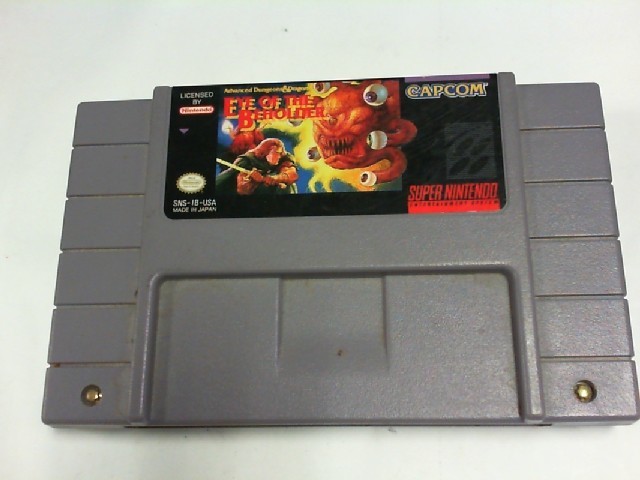 LICENSED
BY
Nintendo
Advanced Dungeons & Dragons
EYE OF THE
BEHOLDER
CAPCOM
SNS-IB-USA
MADE IN JAPAN
SUPER NINTENDO
ENTERTAINMENT SYSTEM